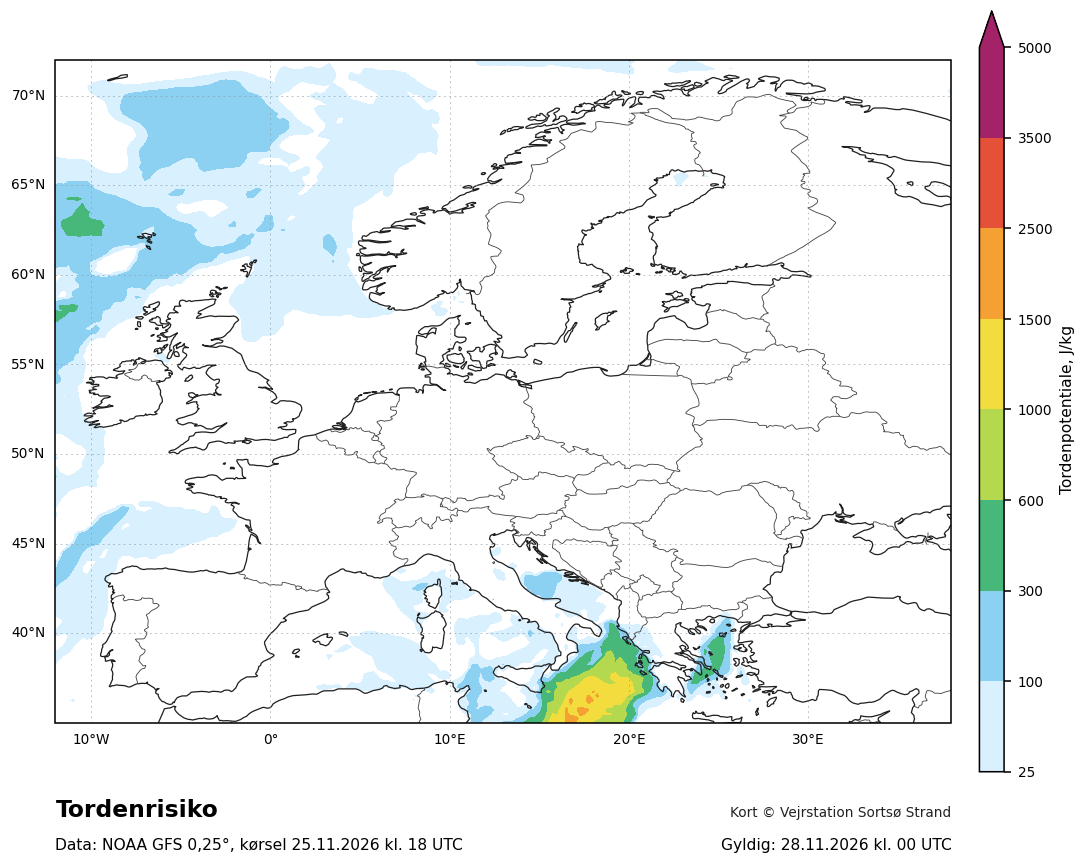 70°N
65°N
60°N
55°N
50°N
45°N
40°N
10°W
0°
10°E
20°E
30°E
5000
3500
2500
1500
1000
600
300
100
25
Tordenpotentiale, J/kg
Tordenrisiko
Kort © Vejrstation Sortsø Strand
Data: NOAA GFS 0,25°, kørsel 25.11.2026 kl. 18 UTC
Gyldig: 28.11.2026 kl. 00 UTC